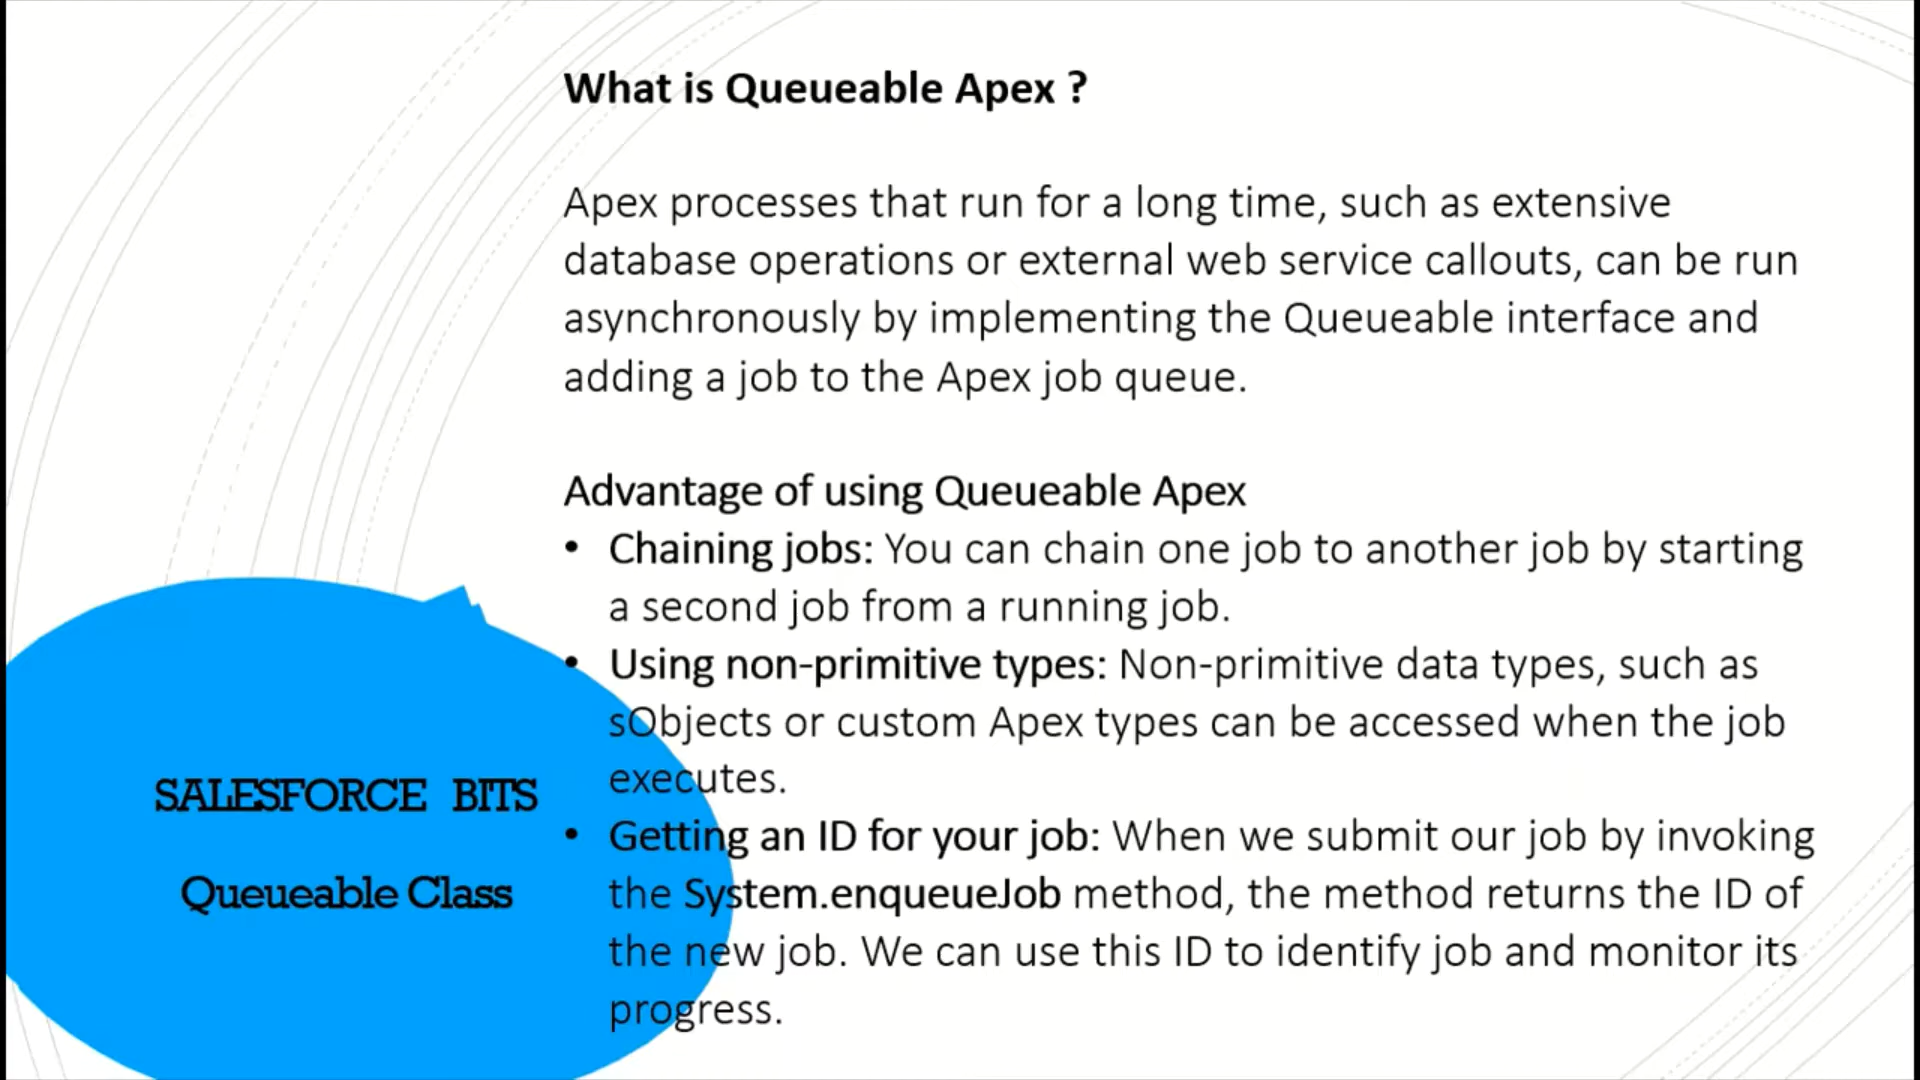 What is Queueable Apex ?
Apex processes that run for a long time, such as extensive
database operations or external web service callouts, can be run
asynchronously by implementing the Queueable interface and
adding a job to the Apex job queue.
Advantage of using Queueable Apex
• Chaining jobs: You can chain one job to another job by starting
a second job from a running job.
• Using non-primitive types: Non-primitive data types, such as
sObjects or custom Apex types can be accessed when the job
executes.
• Getting an ID for your job: When we submit our job by invoking
the System.enqueueJob method, the method returns the ID of
the new job. We can use this ID to identify job and monitor its
progress.
SALESFORCE BITS
Queueable Class